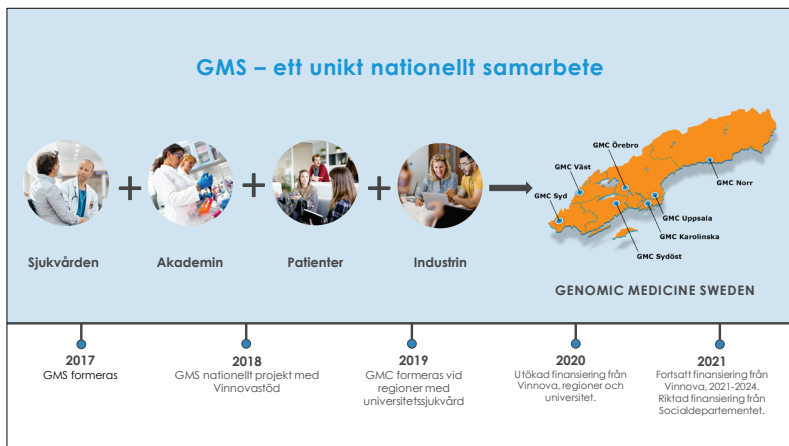 GMS – ett unikt nationellt samarbete
GMC Örebro
GMC Väst
GMC Norr
GMC Syd
GMC Uppsala
GMC Karolinska
GMC Sydöst
Sjukvården
Akademin
Patienter
Industrin
GENOMIC MEDICINE SWEDEN
2017
GMS formeras
2018
GMS nationellt projekt med
Vinnovastöd
2019
GMC formeras vid
regioner med
universitetssjukvård
2020
Utökad finansiering från
Vinnova, regioner och
universitet.
2021
Fortsatt finansiering från
Vinnova, 2021-2024.
Riktad finansiering från
Socialdepartementet.